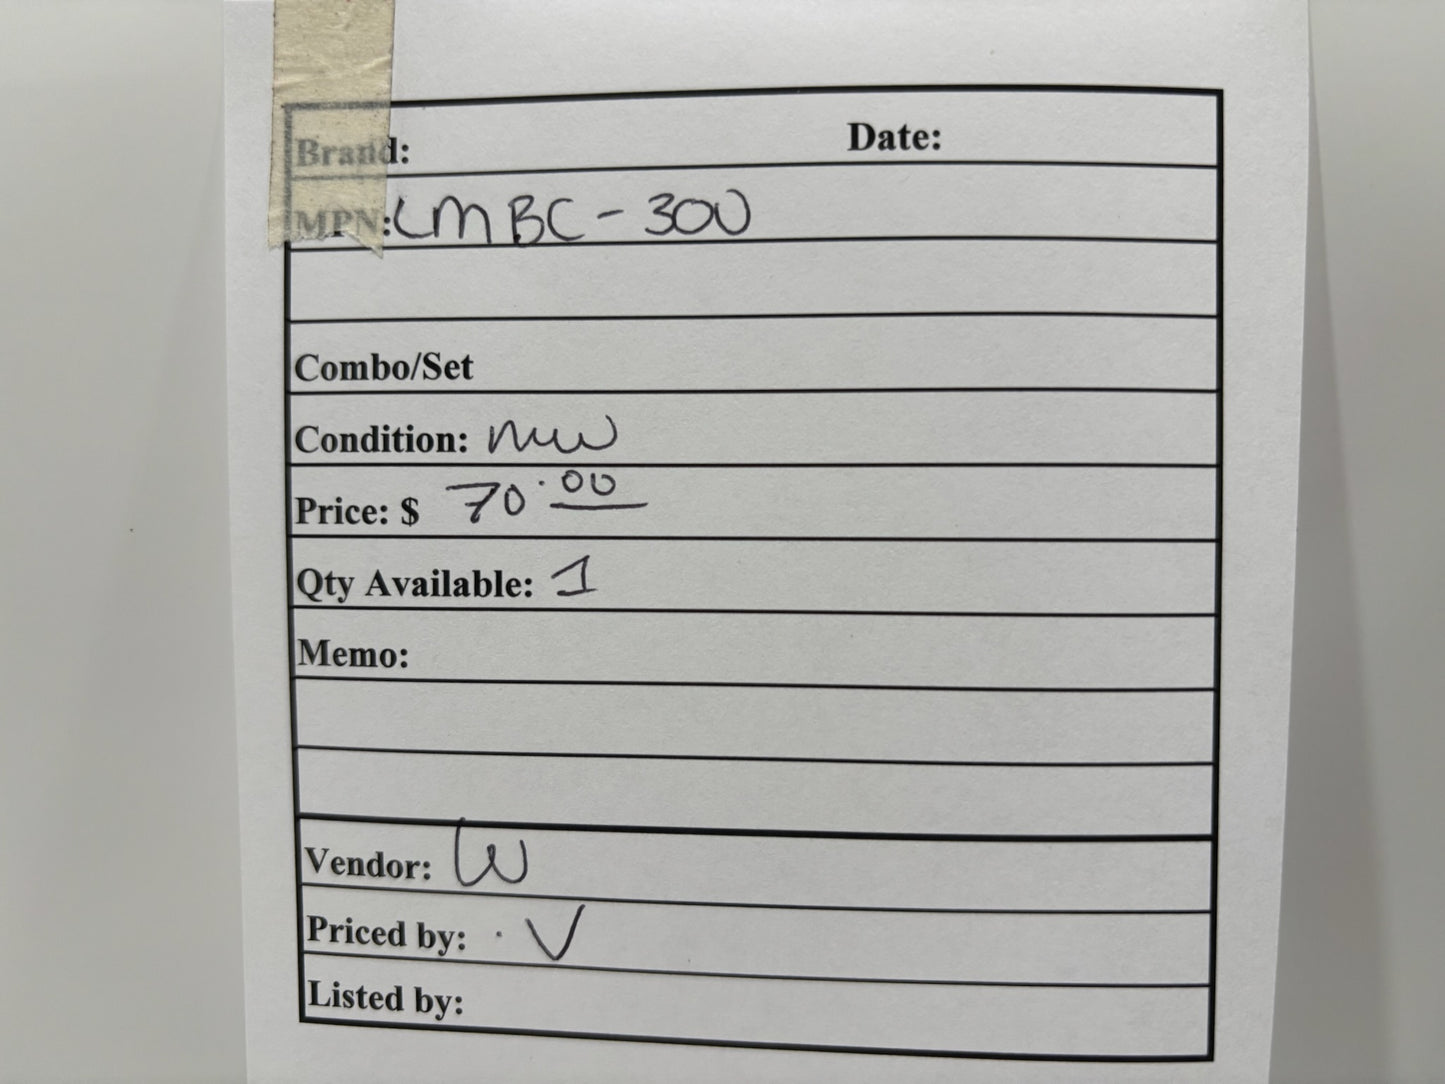 Brand: Date:
MPN: LMBC-300
Combo/Set
Condition: new
Price: $ 70.00
Qty Available: 1
Memo:
Vendor: W
Priced by: V
Listed by: